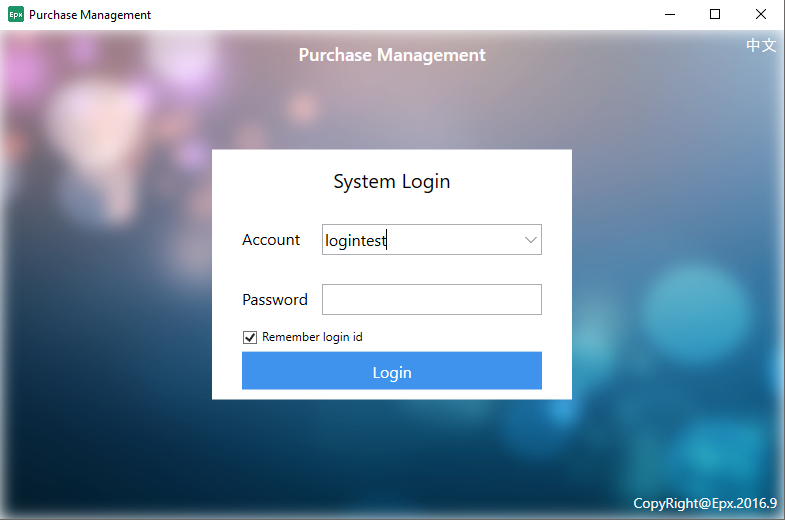 Epx Purchase Management
Purchase Management
中文
System Login
Account logintest
Password
Remember login id
Login
CopyRight@Epx.2016.9